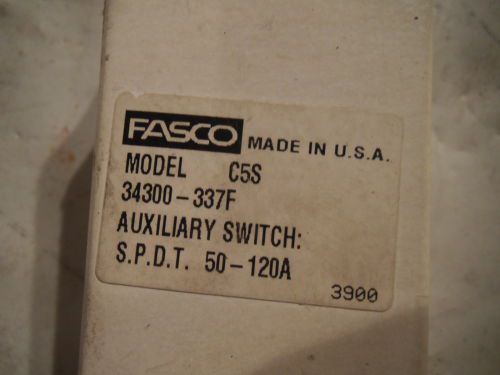 FASCO MADE IN U.S.A.
MODEL C5S
34300-337F
AUXILIARY SWITCH:
S.P.D.T. 50-120A
3900